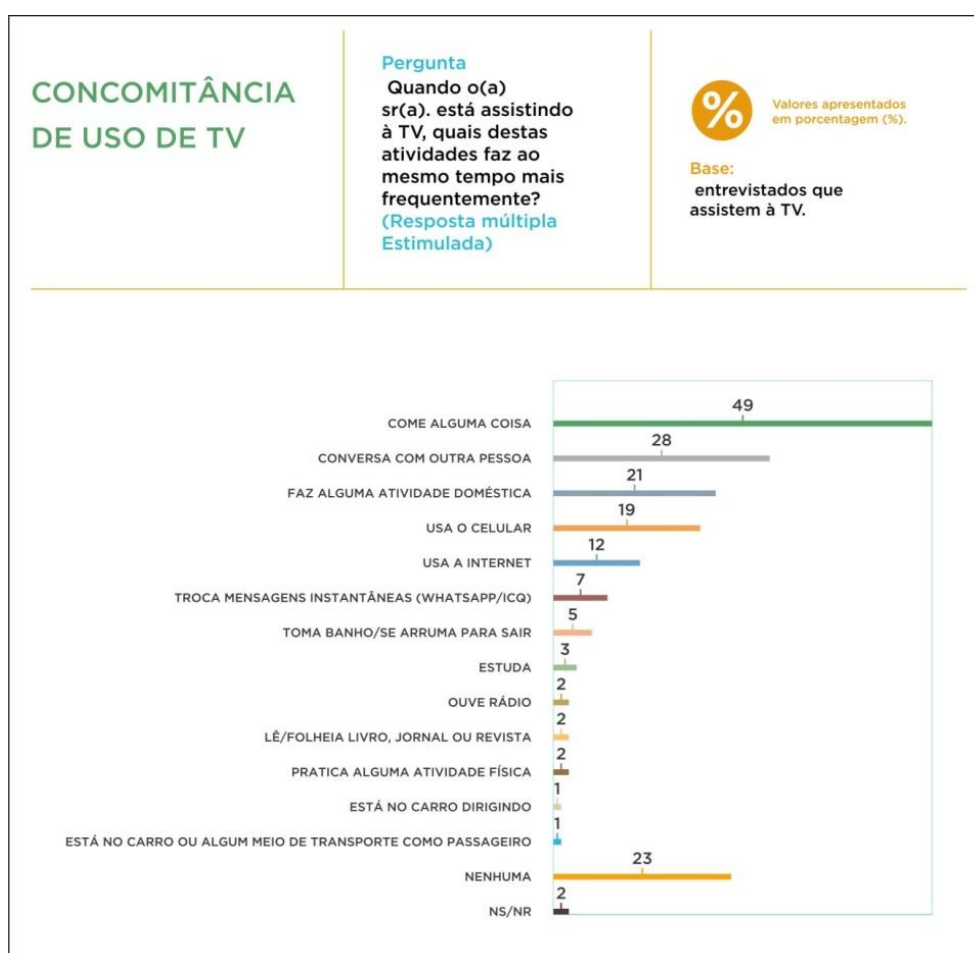 CONCOMITÂNCIA
DE USO DE TV
Pergunta
Quando o(a)
sr(a). está assistindo
à TV, quais destas
atividades faz ao
mesmo tempo mais
frequentemente?
(Resposta múltipla
Estimulada)
%
Valores apresentados
em porcentagem (%).
Base:
entrevistados que
assistem à TV.
COME ALGUMA COISA 49
CONVERSA COM OUTRA PESSOA 28
FAZ ALGUMA ATIVIDADE DOMÉSTICA 21
USA O CELULAR 19
USA A INTERNET 12
TROCA MENSAGENS INSTANTÂNEAS (WHATSAPP/ICQ) 7
TOMA BANHO/SE ARRUMA PARA SAIR 5
ESTUDA 3
OUVE RÁDIO 2
LÊ/FOLHEIA LIVRO, JORNAL OU REVISTA 2
PRATICA ALGUMA ATIVIDADE FÍSICA 2
ESTÁ NO CARRO DIRIGINDO 1
ESTÁ NO CARRO OU ALGUM MEIO DE TRANSPORTE COMO PASSAGEIRO 1
NENHUMA 23
NS/NR 2